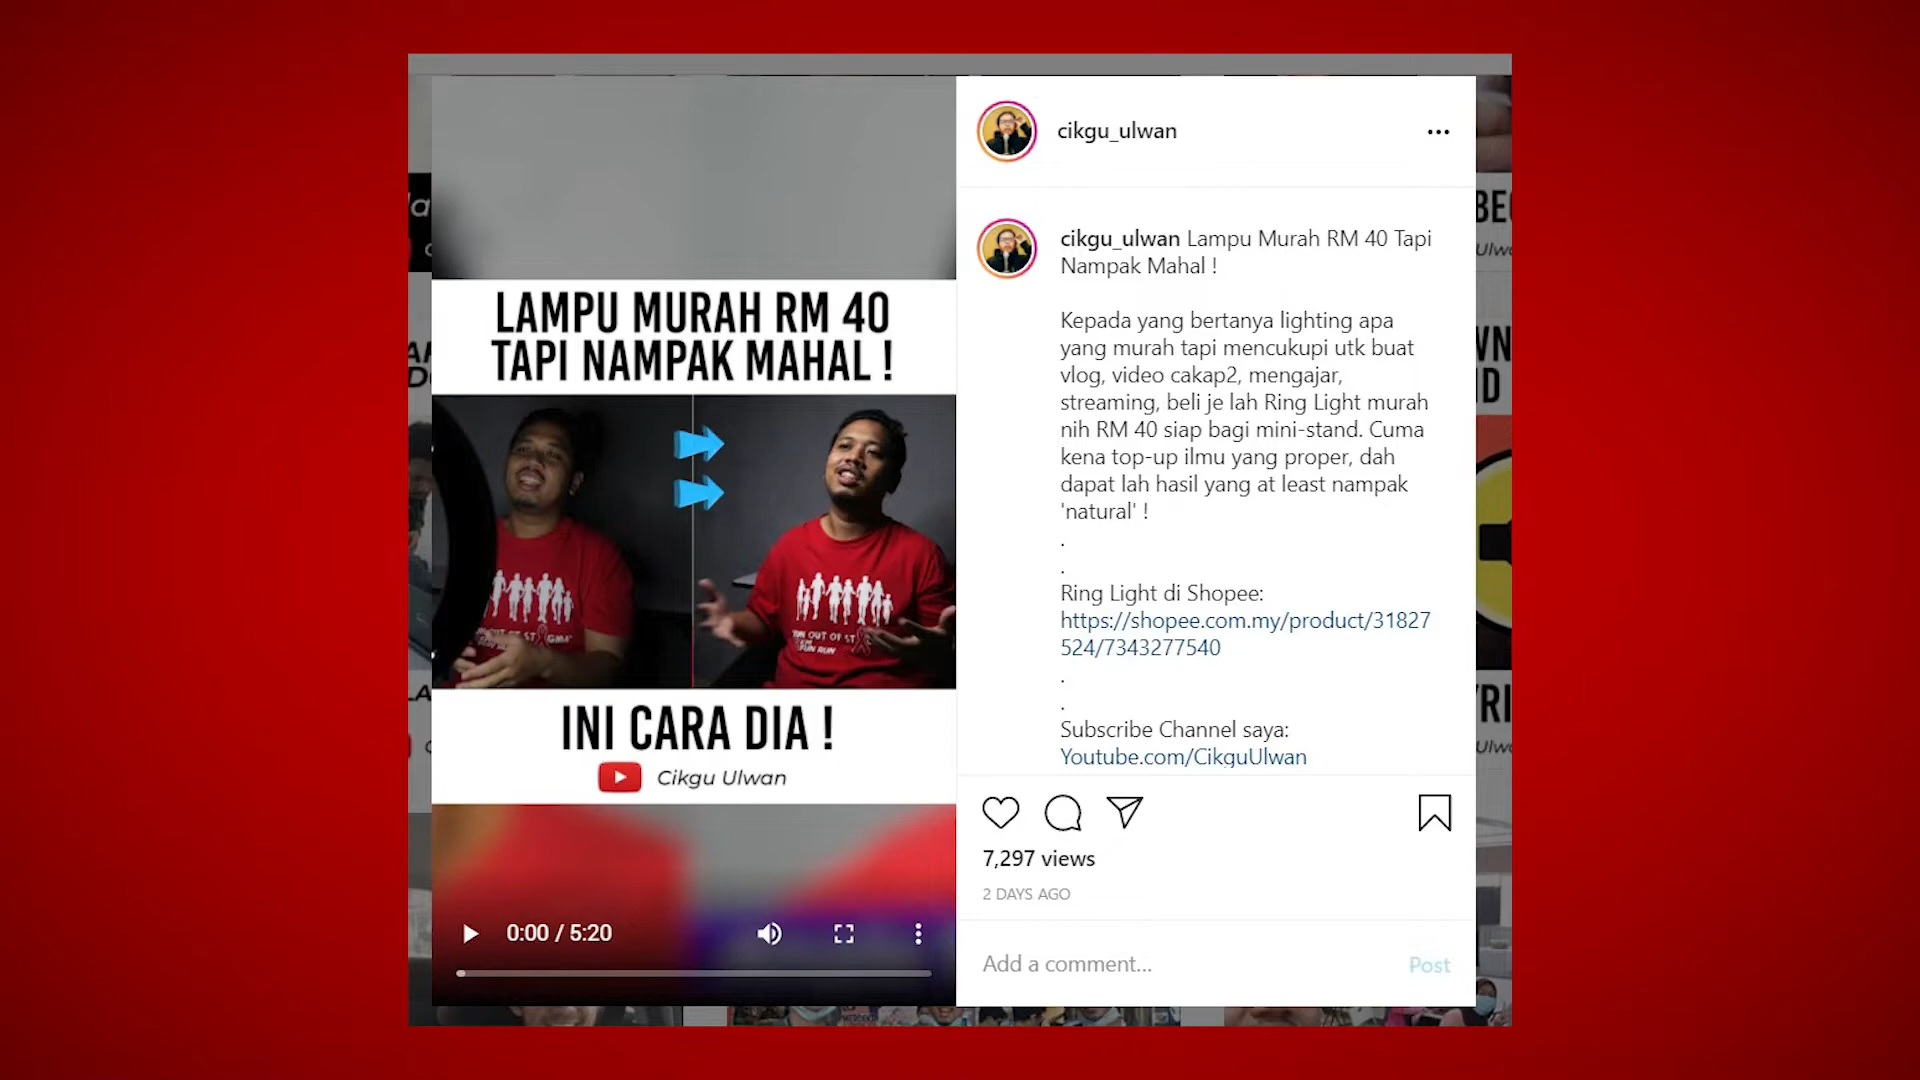 LAMPU MURAH RM 40
TAPI NAMPAK MAHAL !
INI CARA DIA !
Cikgu Ulwan
0:00 / 5:20
cikgu_ulwan
cikgu_ulwan Lampu Murah RM 40 Tapi
Nampak Mahal !
Kepada yang bertanya lighting apa
yang murah tapi mencukupi utk buat
vlog, video cakap2, mengajar,
streaming, beli je lah Ring Light murah
nih RM 40 siap bagi mini-stand. Cuma
kena top-up ilmu yang proper, dah
dapat lah hasil yang at least nampak
'natural' !
.
.
Ring Light di Shopee:
https://shopee.com.my/product/31827
524/7343277540
.
.
Subscribe Channel saya:
Youtube.com/CikguUlwan
7,297 views
2 DAYS AGO
Add a comment...
Post